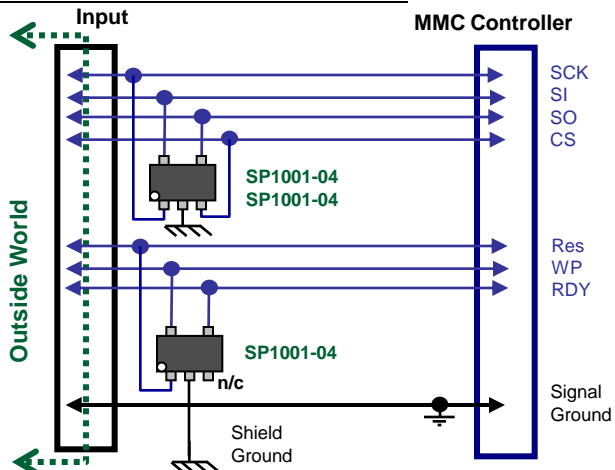 Input
MMC Controller
SCK
SI
SO
CS
SP1001-04
SP1001-04
Outside World
Res
WP
RDY
SP1001-04
n/c
Signal
Ground
Shield
Ground